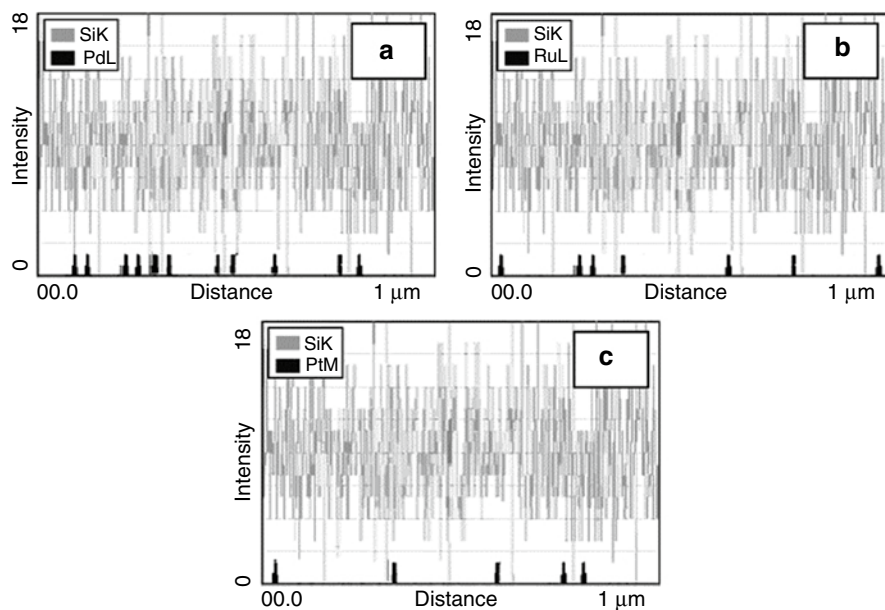 18
SiK
PdL
a
Intensity
0
00.0 Distance 1 μm
18
SiK
RuL
b
Intensity
0
00.0 Distance 1 μm
18
SiK
PtM
c
Intensity
0
00.0 Distance 1 μm